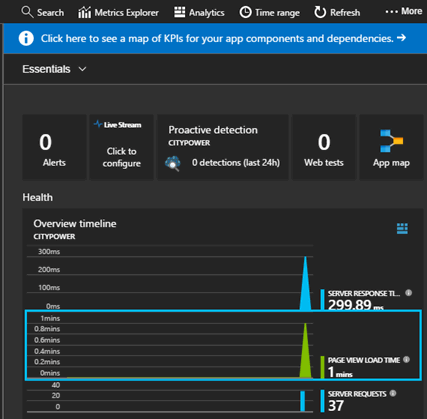 Search Metrics Explorer Analytics Time range Refresh ··· More
Click here to see a map of KPIs for your app components and dependencies. →
Essentials
0
Alerts
Live Stream
Click to
configure
Proactive detection
CITYPOWER
0 detections (last 24h)
0
Web tests
App map
Health
Overview timeline
CITYPOWER
300ms
200ms
100ms
0ms
SERVER RESPONSE TI...
299.89 ms
1mins
0.8mins
0.6mins
0.4mins
0.2mins
0mins
PAGE VIEW LOAD TIME
1 mins
40
20
0
SERVER REQUESTS
37